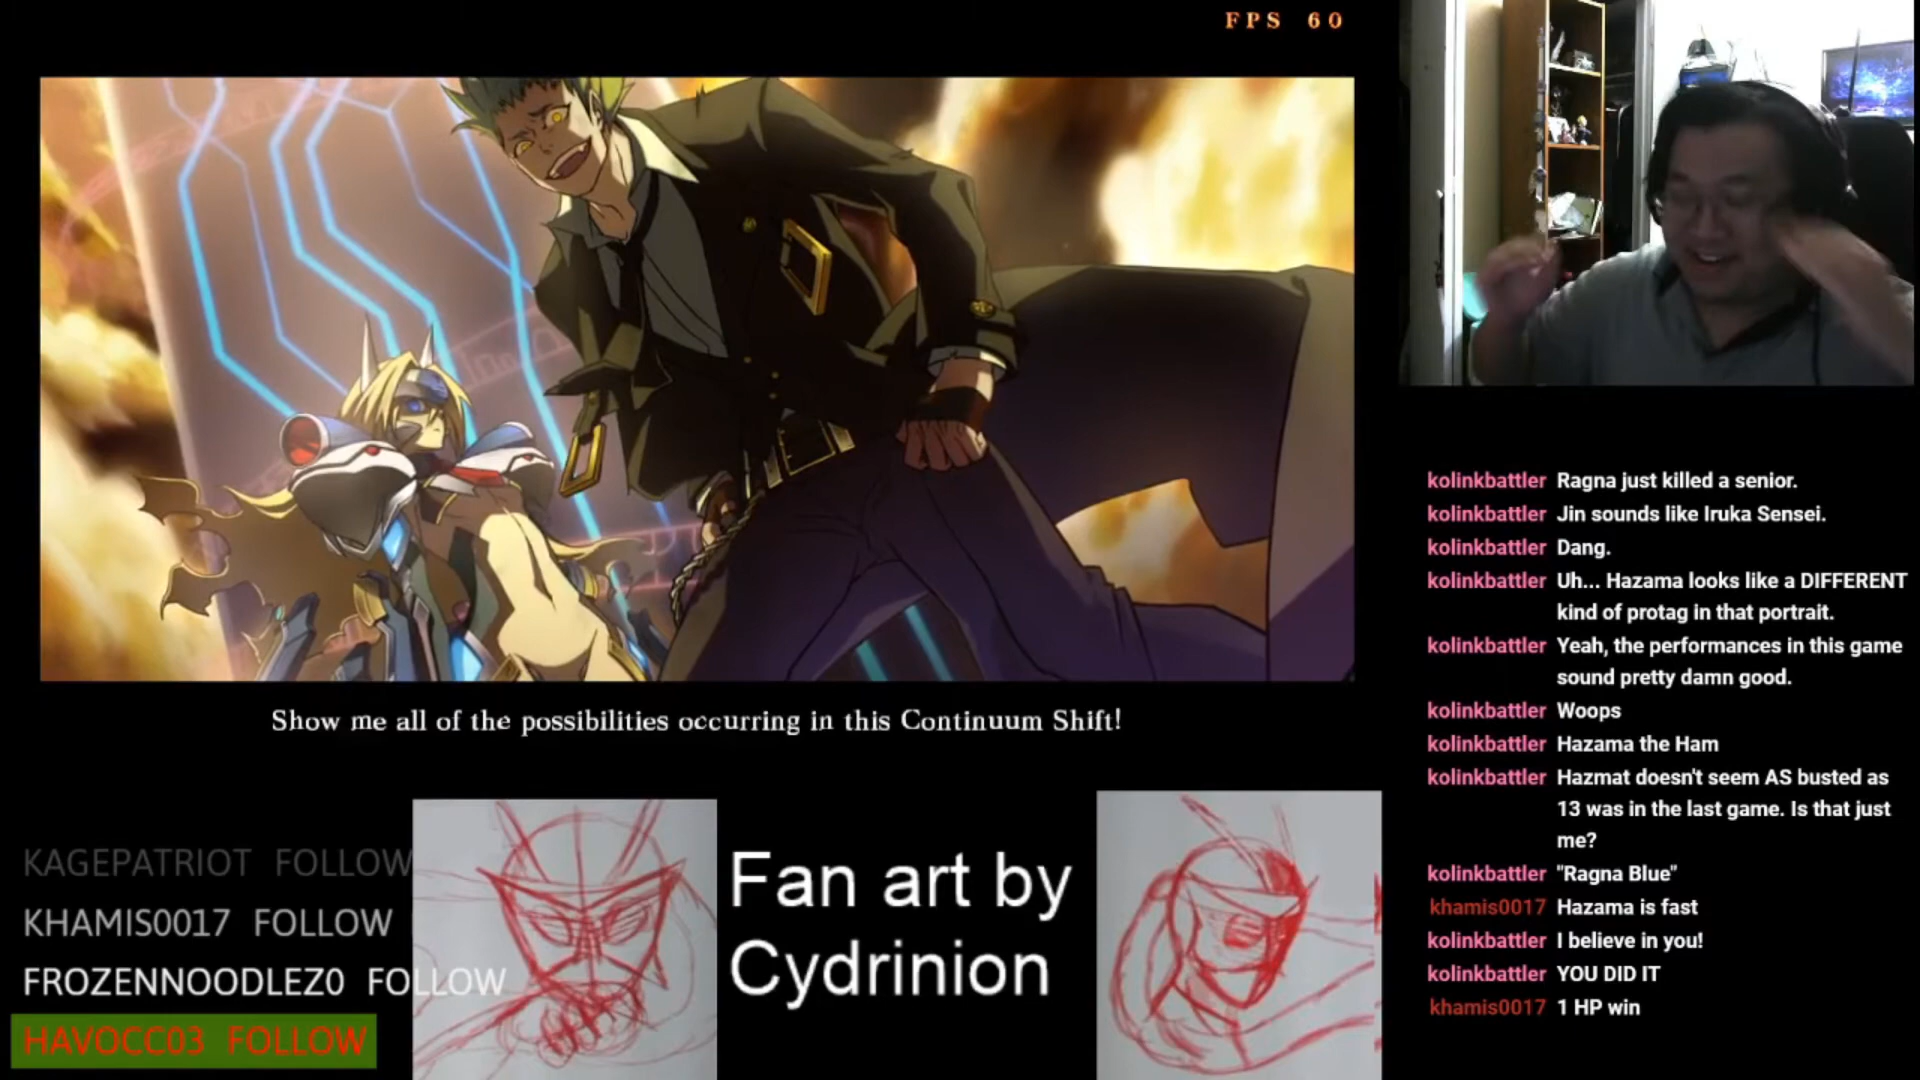 FPS 60
Show me all of the possibilities occurring in this Continuum Shift!
KAGEPATRIOT FOLLOW
KHAMIS0017 FOLLOW
FROZENNOODLEZ0 FOLLOW
HAVOCC03 FOLLOW
Fan art by
Cydrinion
kolinkbattler Ragna just killed a senior.
kolinkbattler Jin sounds like Iruka Sensei.
kolinkbattler Dang.
kolinkbattler Uh... Hazama looks like a DIFFERENT
kind of protag in that portrait.
kolinkbattler Yeah, the performances in this game
sound pretty damn good.
kolinkbattler Woops
kolinkbattler Hazama the Ham
kolinkbattler Hazmat doesn't seem AS busted as
13 was in the last game. Is that just
me?
kolinkbattler "Ragna Blue"
khamis0017 Hazama is fast
kolinkbattler I believe in you!
kolinkbattler YOU DID IT
khamis0017 1 HP win